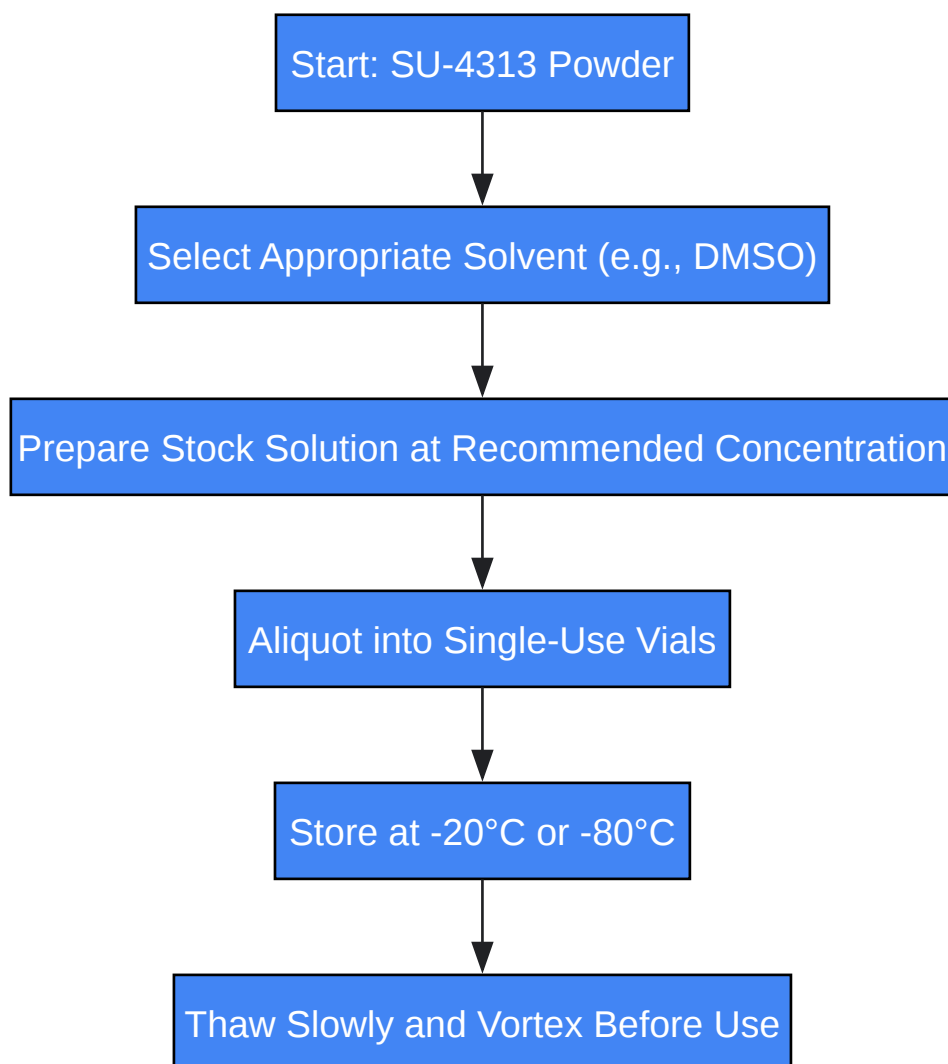 Start: SU-4313 Powder
Select Appropriate Solvent (e.g., DMSO)
Prepare Stock Solution at Recommended Concentration
Aliquot into Single-Use Vials
Store at -20°C or -80°C
Thaw Slowly and Vortex Before Use